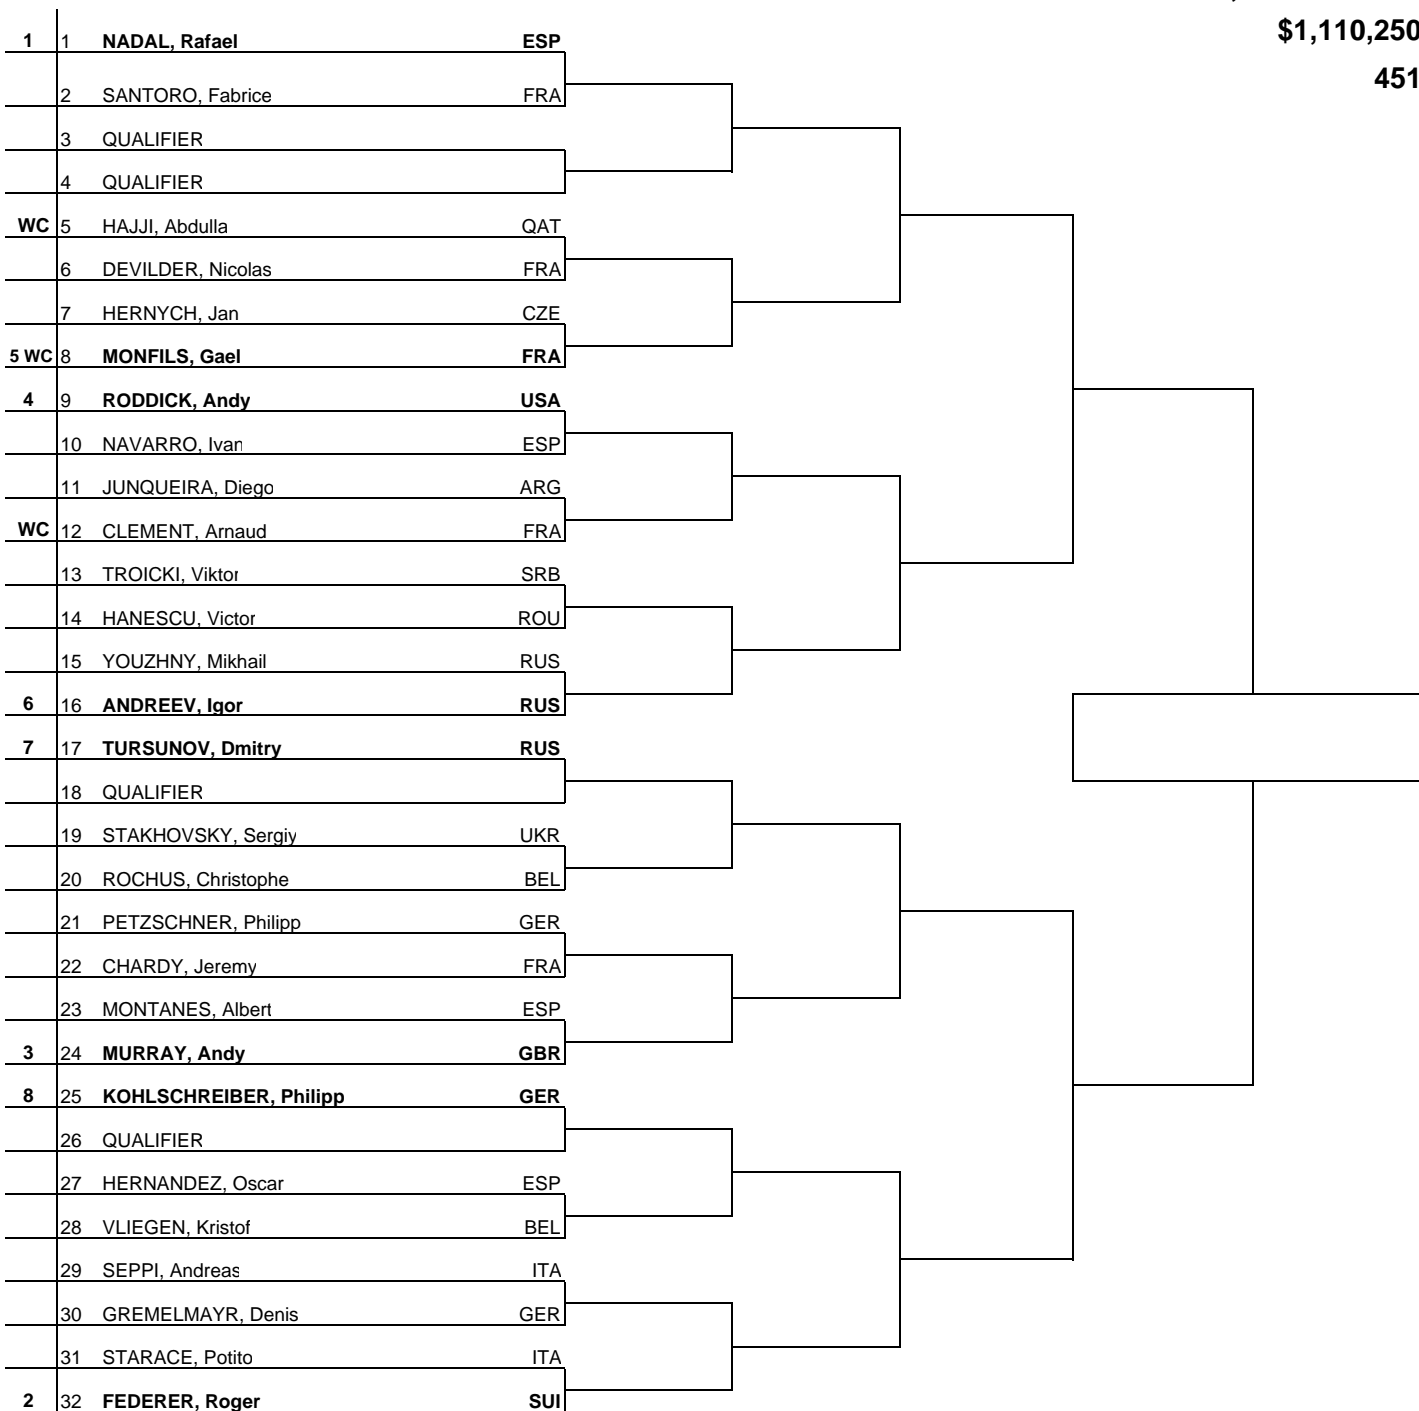 $1,110,250
451
1 1 NADAL, Rafael ESP
2 SANTORO, Fabrice FRA
3 QUALIFIER
4 QUALIFIER
WC 5 HAJJI, Abdulla QAT
6 DEVILDER, Nicolas FRA
7 HERNYCH, Jan CZE
5 WC 8 MONFILS, Gael FRA
4 9 RODDICK, Andy USA
10 NAVARRO, Ivan ESP
11 JUNQUEIRA, Diego ARG
WC 12 CLEMENT, Arnaud FRA
13 TROICKI, Viktor SRB
14 HANESCU, Victor ROU
15 YOUZHNY, Mikhail RUS
6 16 ANDREEV, Igor RUS
7 17 TURSUNOV, Dmitry RUS
18 QUALIFIER
19 STAKHOVSKY, Sergiy UKR
20 ROCHUS, Christophe BEL
21 PETZSCHNER, Philipp GER
22 CHARDY, Jeremy FRA
23 MONTANES, Albert ESP
3 24 MURRAY, Andy GBR
8 25 KOHLSCHREIBER, Philipp GER
26 QUALIFIER
27 HERNANDEZ, Oscar ESP
28 VLIEGEN, Kristof BEL
29 SEPPI, Andreas ITA
30 GREMELMAYR, Denis GER
31 STARACE, Potito ITA
2 32 FEDERER, Roger SUI